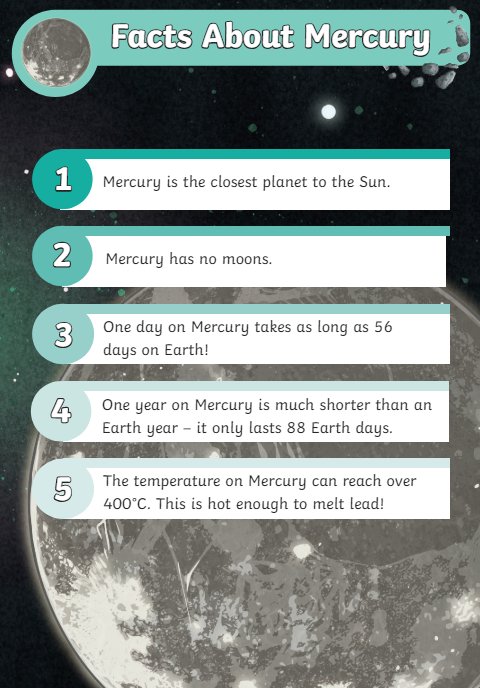 Facts About Mercury
1
Mercury is the closest planet to the Sun.
2
Mercury has no moons.
3
One day on Mercury takes as long as 56
days on Earth!
4
One year on Mercury is much shorter than an
Earth year – it only lasts 88 Earth days.
5
The temperature on Mercury can reach over
400°C. This is hot enough to melt lead!